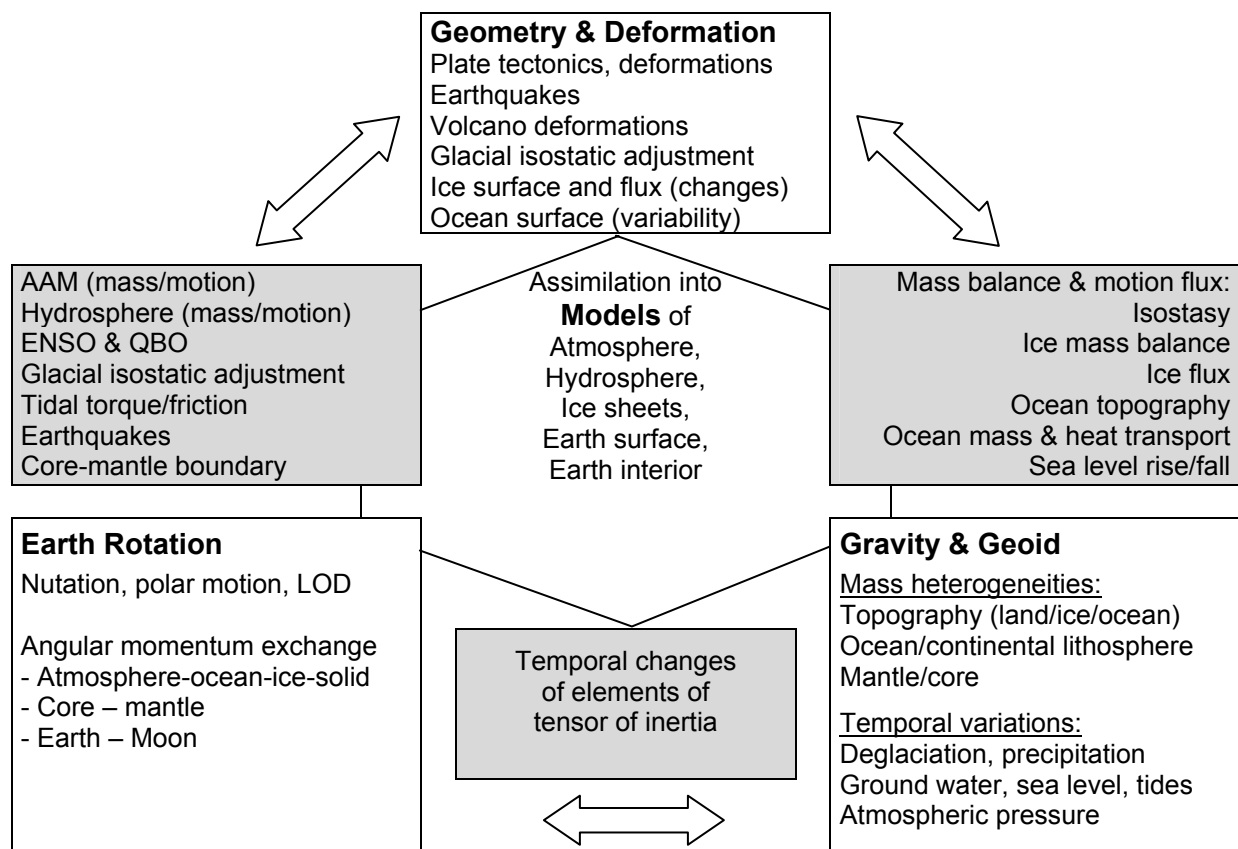 Geometry & Deformation
Plate tectonics, deformations
Earthquakes
Volcano deformations
Glacial isostatic adjustment
Ice surface and flux (changes)
Ocean surface (variability)
AAM (mass/motion)
Hydrosphere (mass/motion)
ENSO & QBO
Glacial isostatic adjustment
Tidal torque/friction
Earthquakes
Core-mantle boundary
Assimilation into
Models of
Atmosphere,
Hydrosphere,
Ice sheets,
Earth surface,
Earth interior
Mass balance & motion flux:
Isostasy
Ice mass balance
Ice flux
Ocean topography
Ocean mass & heat transport
Sea level rise/fall
Earth Rotation
Nutation, polar motion, LOD
Angular momentum exchange
- Atmosphere-ocean-ice-solid
- Core – mantle
- Earth – Moon
Temporal changes
of elements of
tensor of inertia
Gravity & Geoid
Mass heterogeneities:
Topography (land/ice/ocean)
Ocean/continental lithosphere
Mantle/core
Temporal variations:
Deglaciation, precipitation
Ground water, sea level, tides
Atmospheric pressure